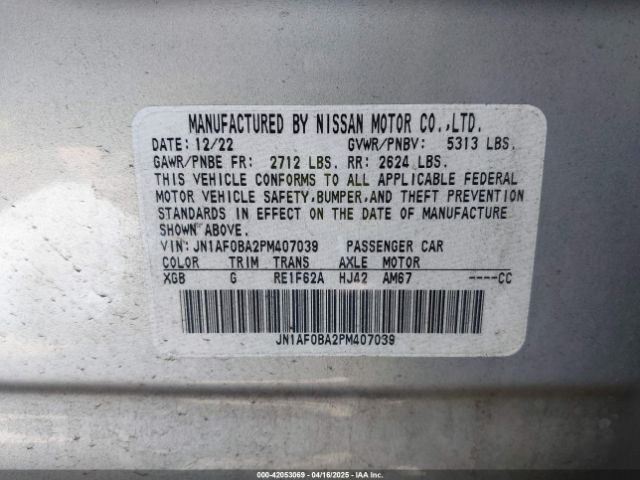 MANUFACTURED BY NISSAN MOTOR CO.,LTD.
DATE: 12/22 GVWR/PNBV: 5313 LBS.
GAWR/PNBE FR: 2712 LBS. RR: 2624 LBS.
THIS VEHICLE CONFORMS TO ALL APPLICABLE FEDERAL
MOTOR VEHICLE SAFETY,BUMPER,AND THEFT PREVENTION
STANDARDS IN EFFECT ON THE DATE OF MANUFACTURE
SHOWN ABOVE.
VIN: JN1AF0BA2PM407039 PASSENGER CAR
COLOR TRIM TRANS AXLE MOTOR
XGB G RE1F62A HJ42 AM67 ----CC
JN1AF0BA2PM407039
000-42053069 - 04/16/2025 - IAA Inc.